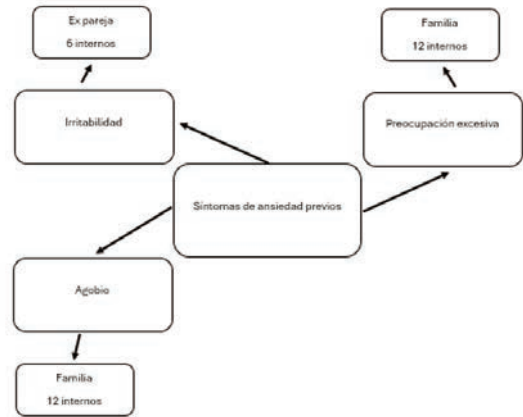 Ex pareja
6 internos
Familia
12 internos
Irritabilidad
Preocupación excesiva
Síntomas de ansiedad previos
Agobio
Familia
12 internos